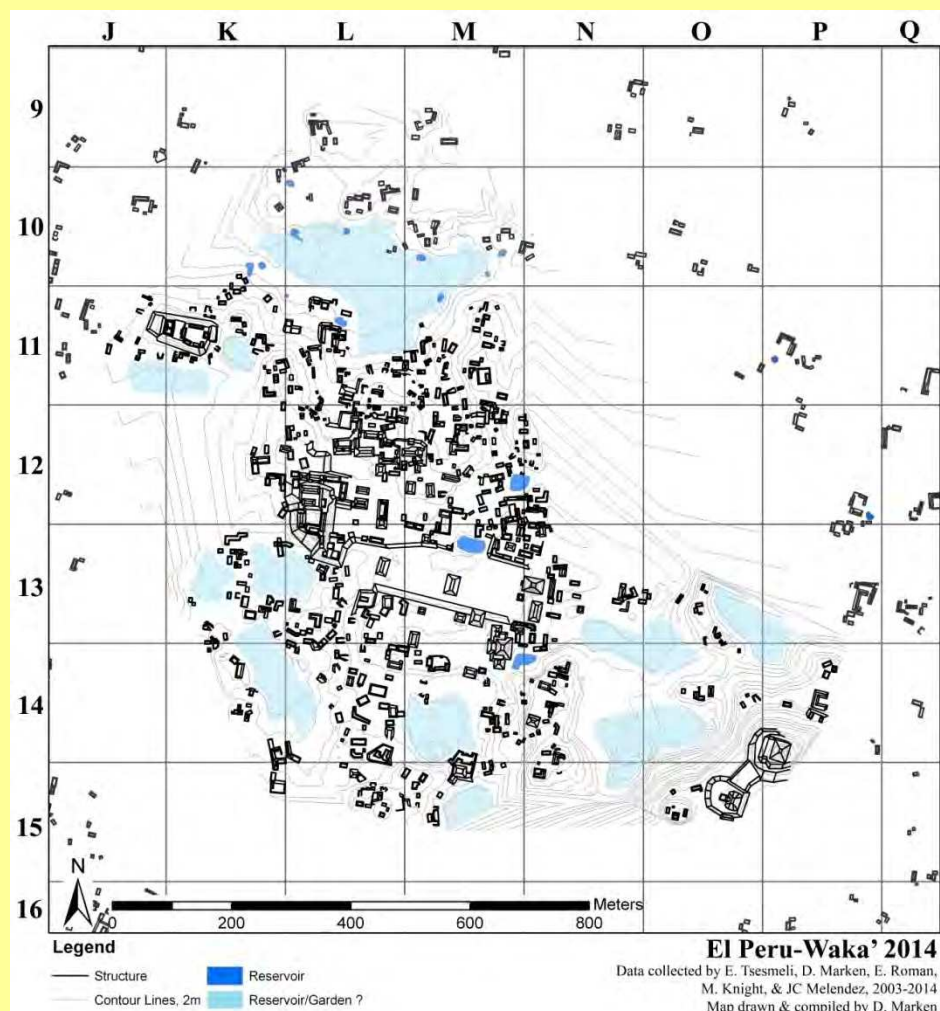 J K L M N O P Q
9
10
11
12
13
14
15
16
N
Meters
0 200 400 600 800
Legend
Structure
Contour Lines, 2m
Reservoir
Reservoir/Garden ?
El Peru-Waka' 2014
Data collected by E. Tsesmeli, D. Marken, E. Roman,
M. Knight, & JC Melendez, 2003-2014
Map drawn & compiled by D. Marken